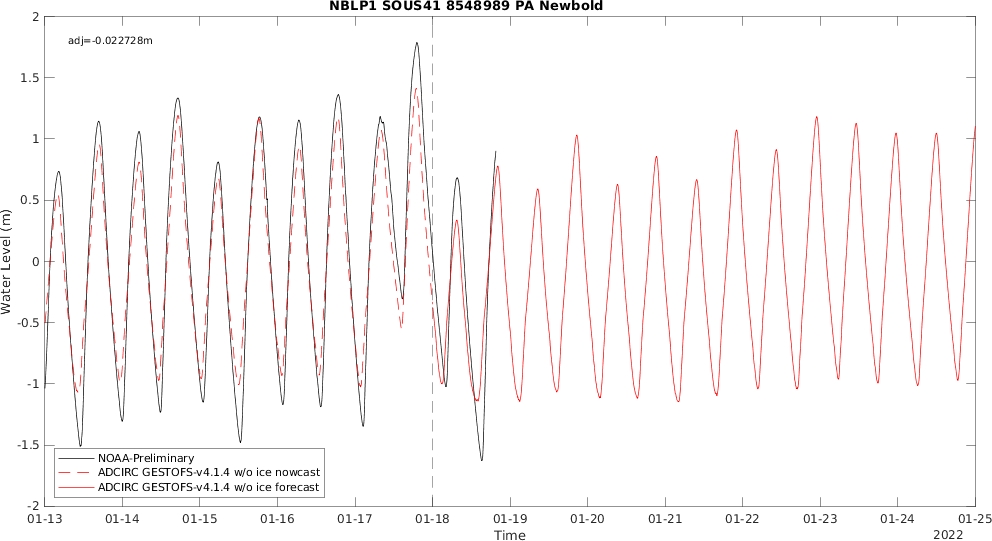 NBLP1 SOUS41 8548989 PA Newbold
adj=-0.022728m
2
1.5
1
0.5
0
-0.5
-1
-1.5
-2
Water Level (m)
NOAA-Preliminary
ADCIRC GESTOFS-v4.1.4 w/o ice nowcast
ADCIRC GESTOFS-v4.1.4 w/o ice forecast
01-13 01-14 01-15 01-16 01-17 01-18 01-19 01-20 01-21 01-22 01-23 01-24 01-25
Time
2022